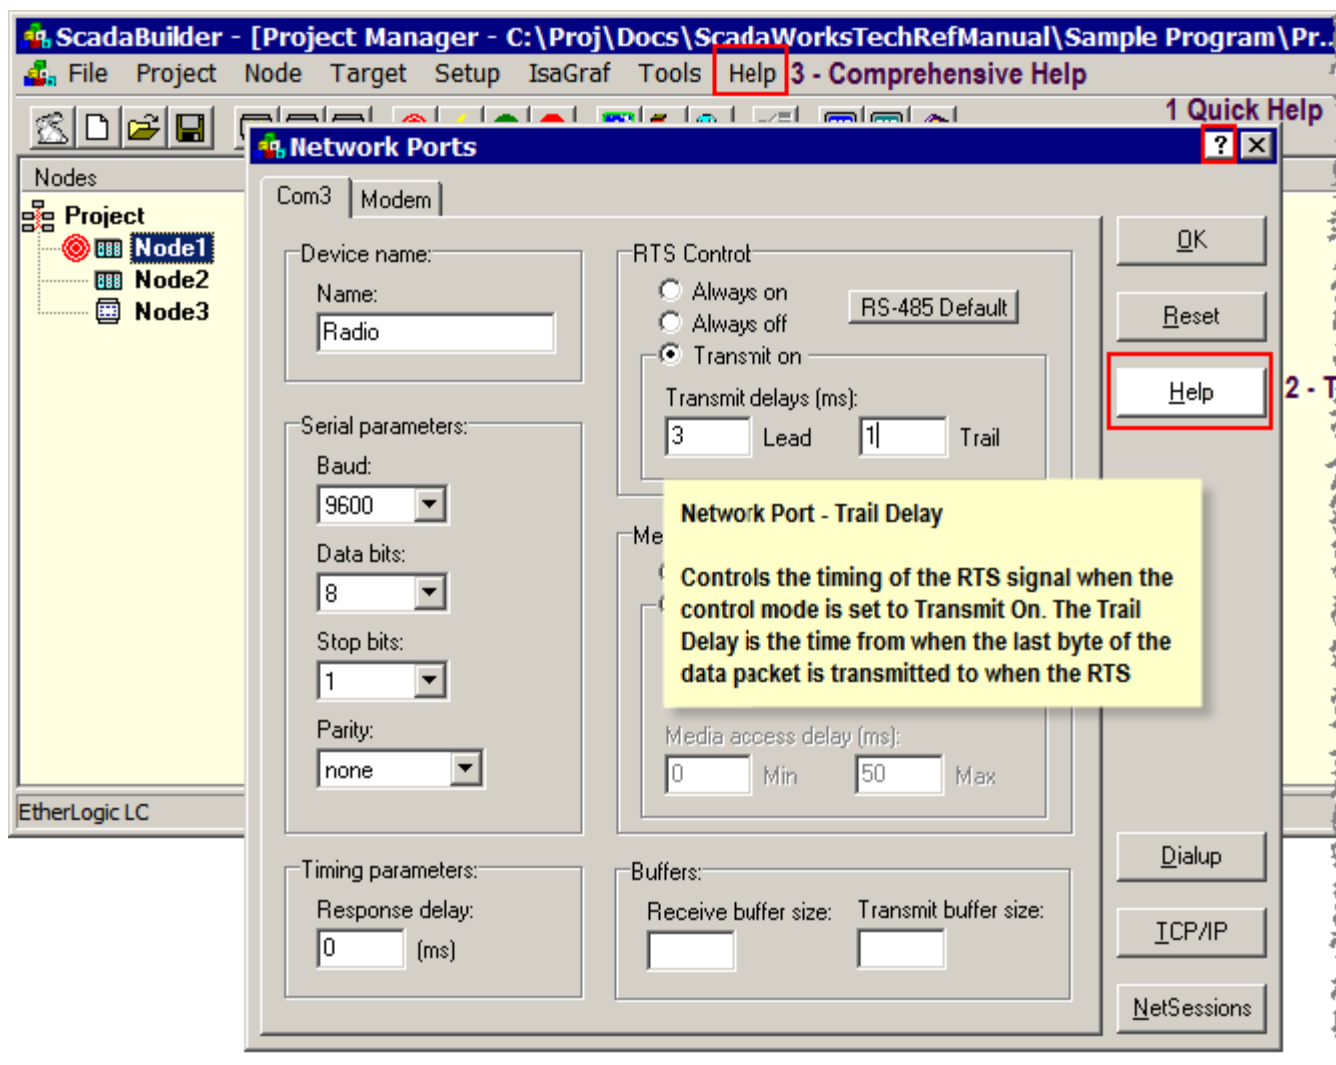 ScadaBuilder - [Project Manager - C:\Proj\Docs\ScadaWorksTechRefManual\Sample Program\Pr..
File Project Node Target Setup IsaGraf Tools Help 3 - Comprehensive Help
1 Quick Help
Network Ports
?
Nodes
Project
Node1
Node2
Node3
EtherLogic LC
Com3 Modem
Device name:
Name:
Radio
Serial parameters:
Baud:
9600
Data bits:
8
Stop bits:
1
Parity:
none
Timing parameters:
Response delay:
0 (ms)
RTS Control
Always on
Always off
RS-485 Default
Transmit on
Transmit delays (ms):
3 Lead 1 Trail
Me
Network Port - Trail Delay
Controls the timing of the RTS signal when the
control mode is set to Transmit On. The Trail
Delay is the time from when the last byte of the
data packet is transmitted to when the RTS
Media access delay (ms):
0 Min 50 Max
Buffers:
Receive buffer size: Transmit buffer size:
OK
Reset
Help
2 - T
Dialup
TCP/IP
NetSessions